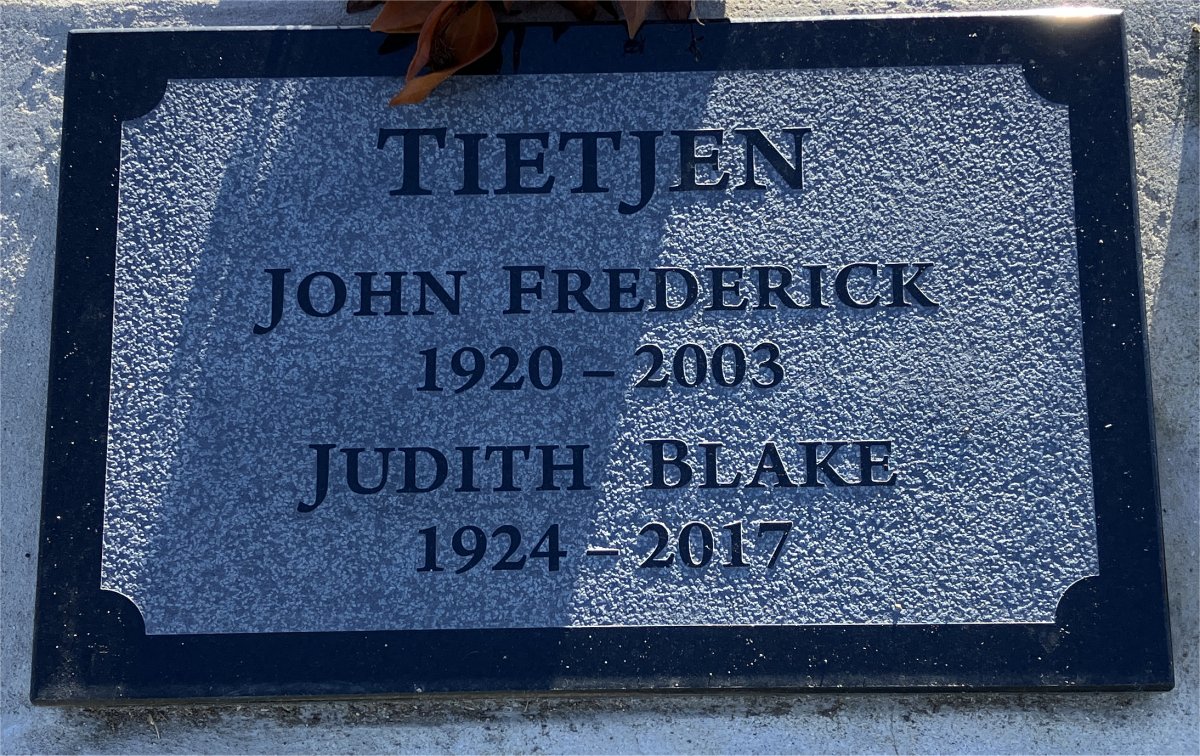 TIETJEN
JOHN FREDERICK
1920 – 2003
JUDITH BLAKE
1924 – 2017